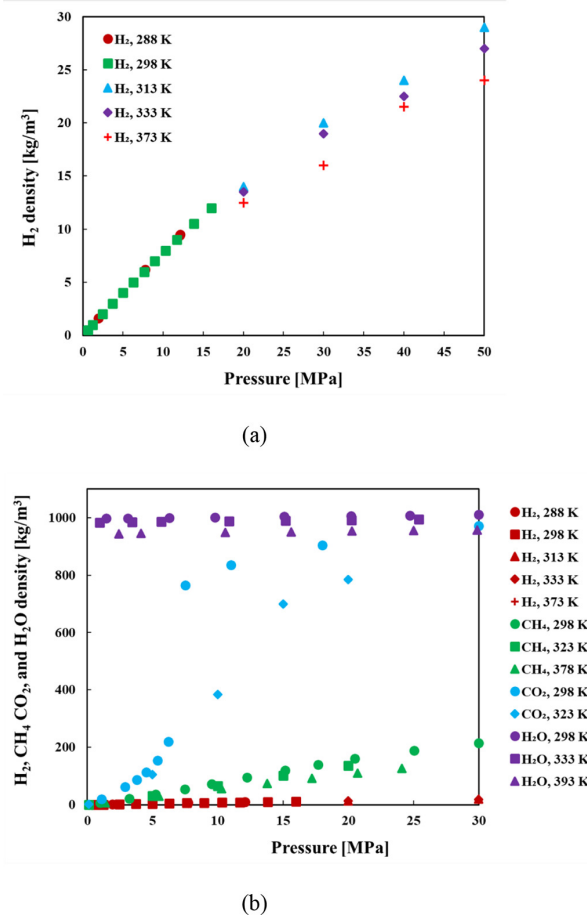 30
25
20
15
10
5
0
H₂ density [kg/m³]
H₂, 288 K
H₂, 298 K
H₂, 313 K
H₂, 333 K
H₂, 373 K
0 5 10 15 20 25 30 35 40 45 50
Pressure [MPa]
(a)
1000
800
600
400
200
0
H₂, CH₄ CO₂, and H₂O density [kg/m³]
0 5 10 15 20 25 30
Pressure [MPa]
H₂, 288 K
H₂, 298 K
H₂, 313 K
H₂, 333 K
H₂, 373 K
CH₄, 298 K
CH₄, 323 K
CH₄, 378 K
CO₂, 298 K
CO₂, 323 K
H₂O, 298 K
H₂O, 333 K
H₂O, 393 K
(b)